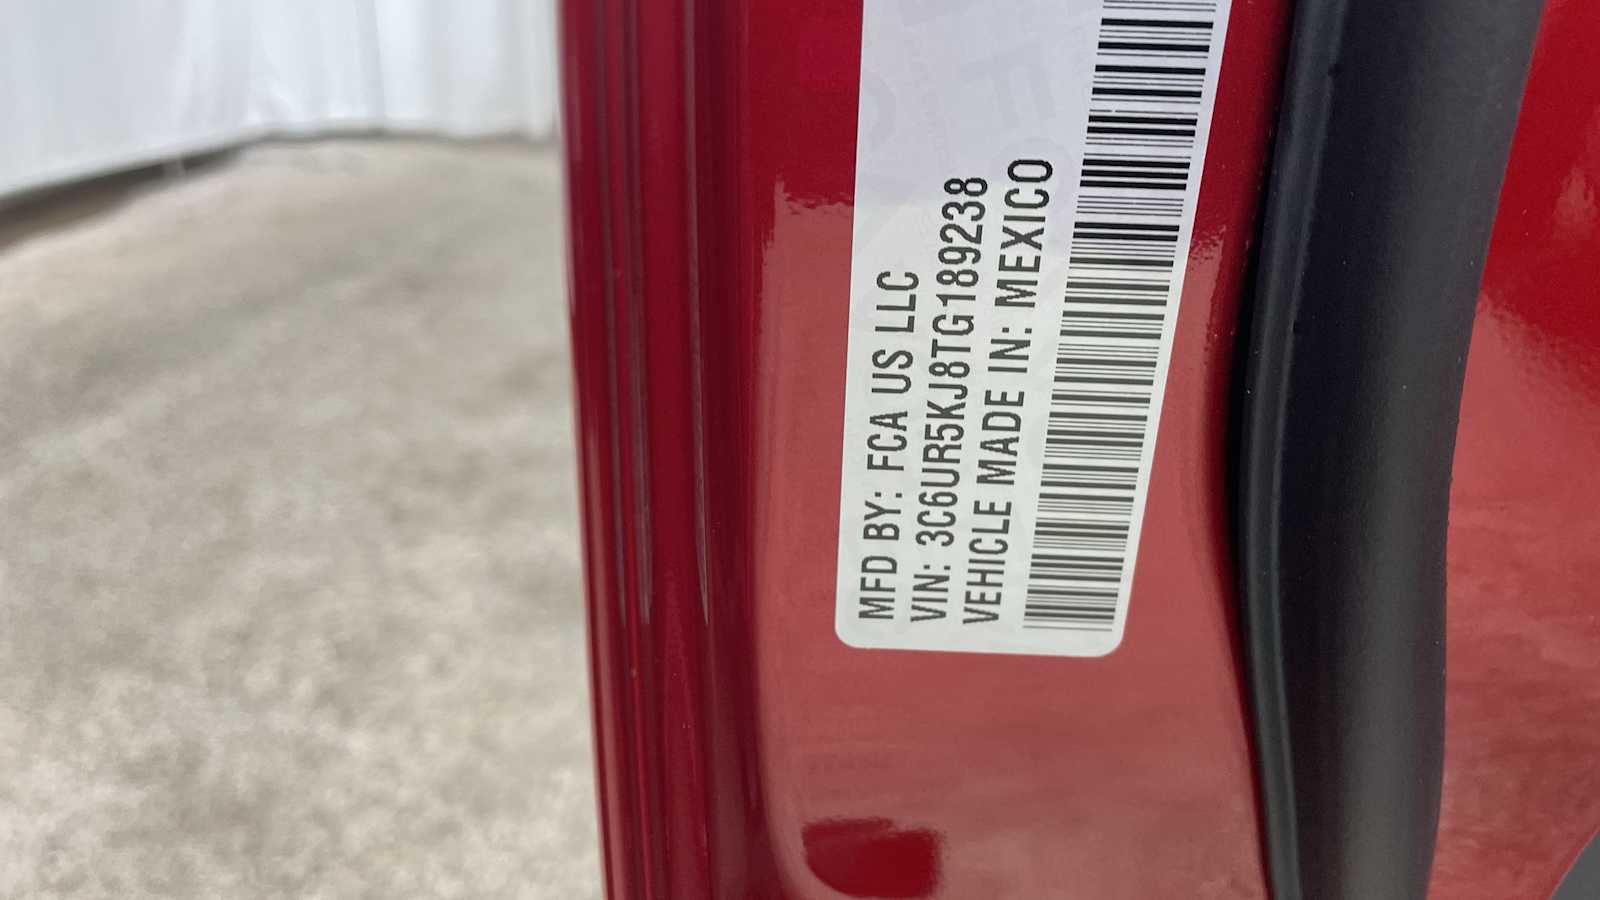 MFD BY: FCA US LLC
VIN: 3C6UR5KJ8TG189238
VEHICLE MADE IN: MEXICO